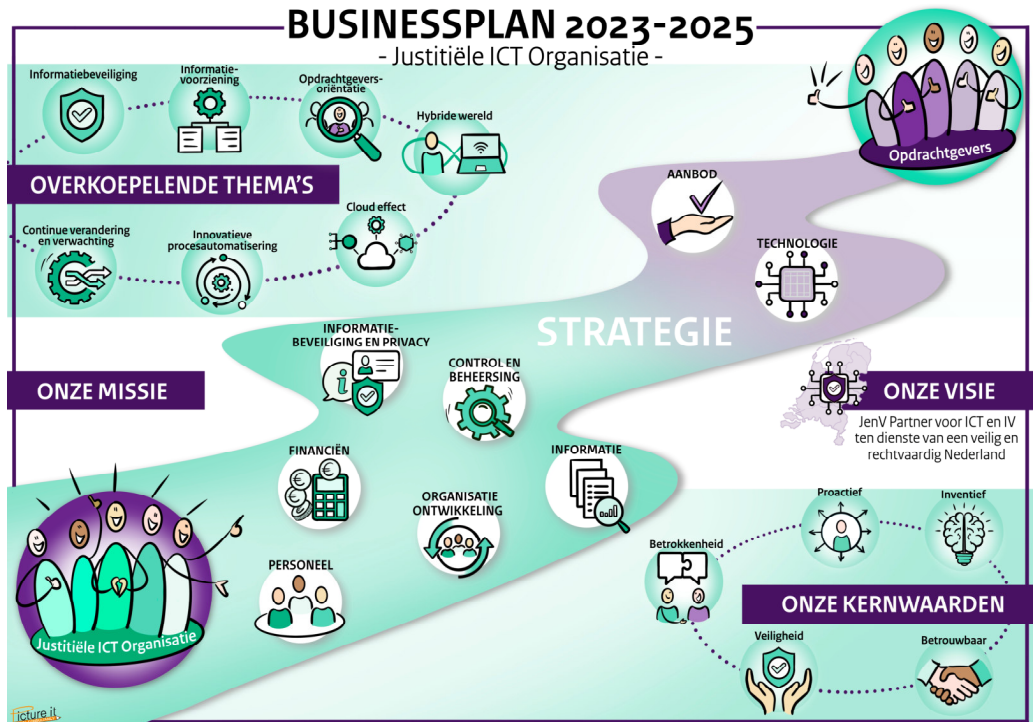 BUSINESSPLAN 2023-2025
- Justitiële ICT Organisatie -
Informatiebeveiliging
Informatie-
voorziening
Opdrachtgevers-
oriëntatie
Hybride wereld
OVERKOEPELENDE THEMA'S
Continue verandering
en verwachting
Innovatieve
procesautomatisering
Cloud effect
Opdrachtgevers
AANBOD
TECHNOLOGIE
STRATEGIE
INFORMATIE-
BEVEILIGING EN PRIVACY
CONTROL EN
BEHEERSING
ONZE MISSIE
FINANCIËN
INFORMATIE
ORGANISATIE
ONTWIKKELING
PERSONEEL
Justitiële ICT Organisatie
ONZE VISIE
JenV Partner voor ICT en IV
ten dienste van een veilig en
rechtvaardig Nederland
Proactief
Inventief
Betrokkenheid
ONZE KERNWAARDEN
Veiligheid
Betrouwbaar
icture it